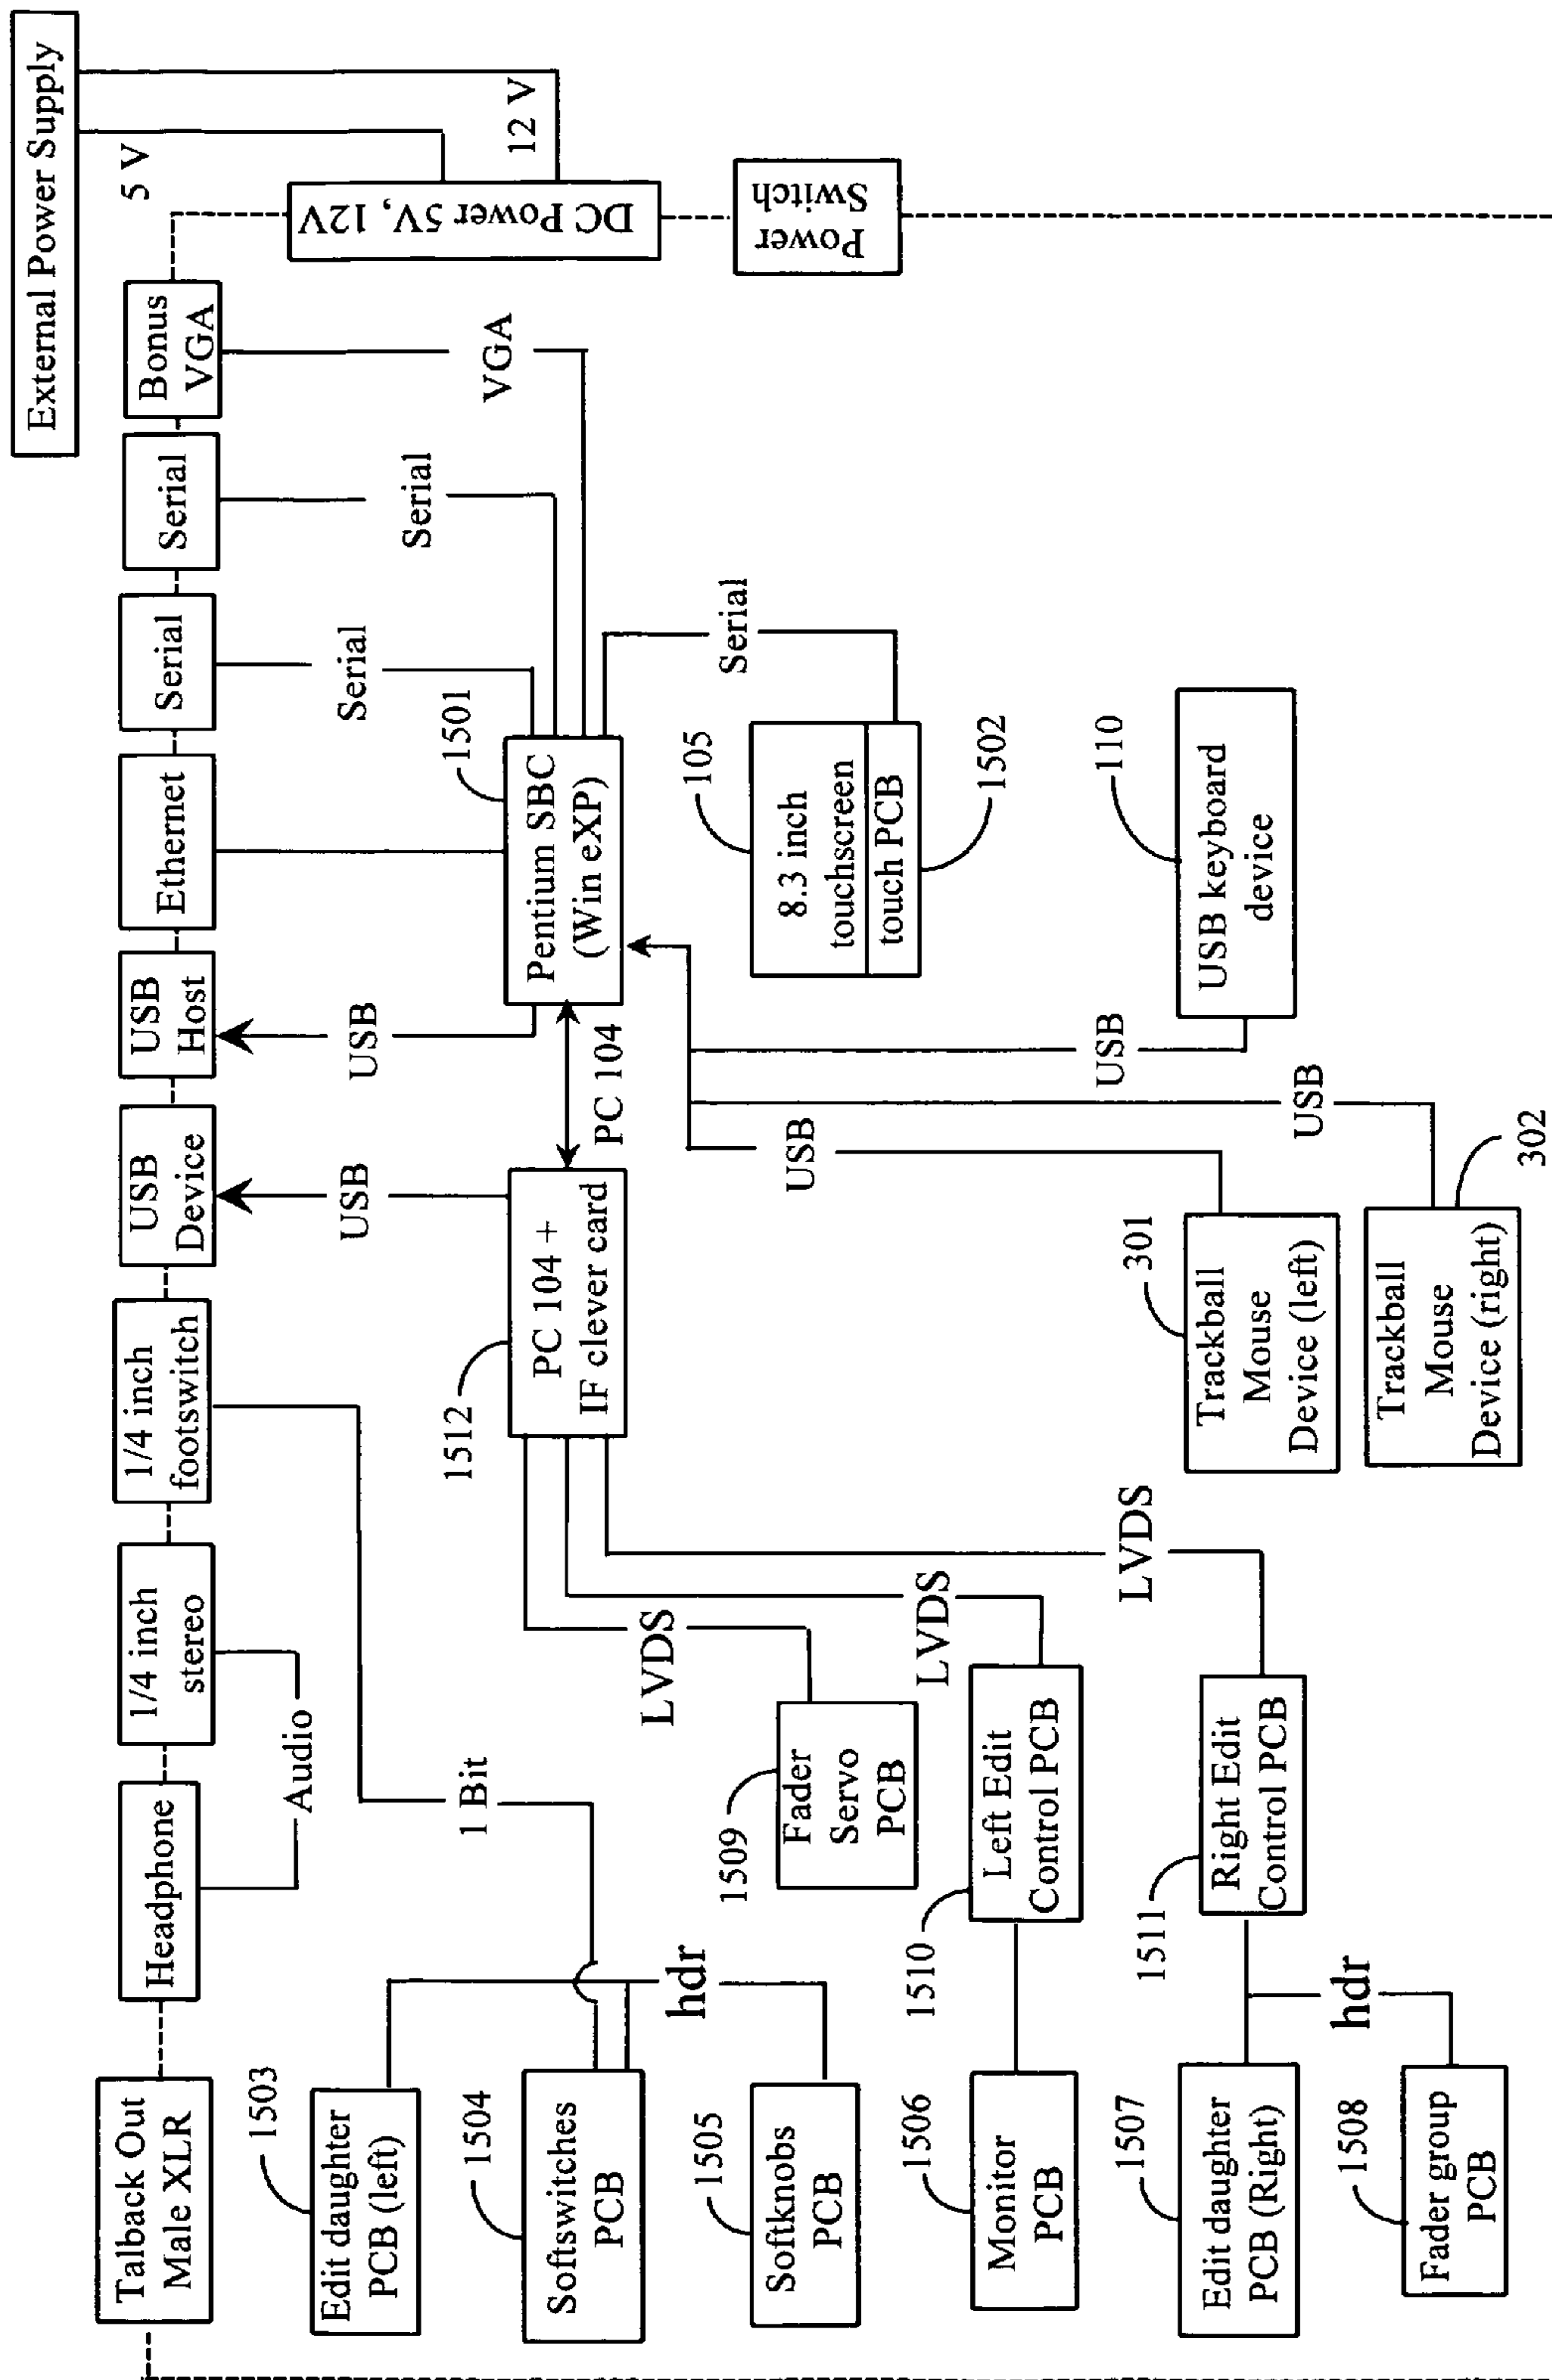 External Power Supply
5 V
12 V
DC Power 5V, 12V
Power
Switch
Talback Out
Male XLR
Headphone
1/4 inch
stereo
1/4 inch
footswitch
USB
Device
USB
Host
Ethernet
Serial
Serial
Bonus
VGA
Audio
1 Bit
USB
USB
Serial
Serial
VGA
1503
Edit daughter
PCB (left)
1504
Softswitches
PCB
hdr
1512
PC 104 +
IF clever card
PC 104
1501
Pentium SBC
(Win eXP)
1505
Softknobs
PCB
LVDS
1509
Fader
Servo
PCB
USB
105
8.3 inch
touchscreen
touch PCB
1502
Serial
1506
Monitor
PCB
1510
Left Edit
Control PCB
LVDS
USB
110
USB keyboard
device
1507
Edit daughter
PCB (Right)
1511
Right Edit
Control PCB
LVDS
301
Trackball
Mouse
Device (left)
USB
hdr
1508
Fader group
PCB
Trackball
Mouse
Device (right)
302